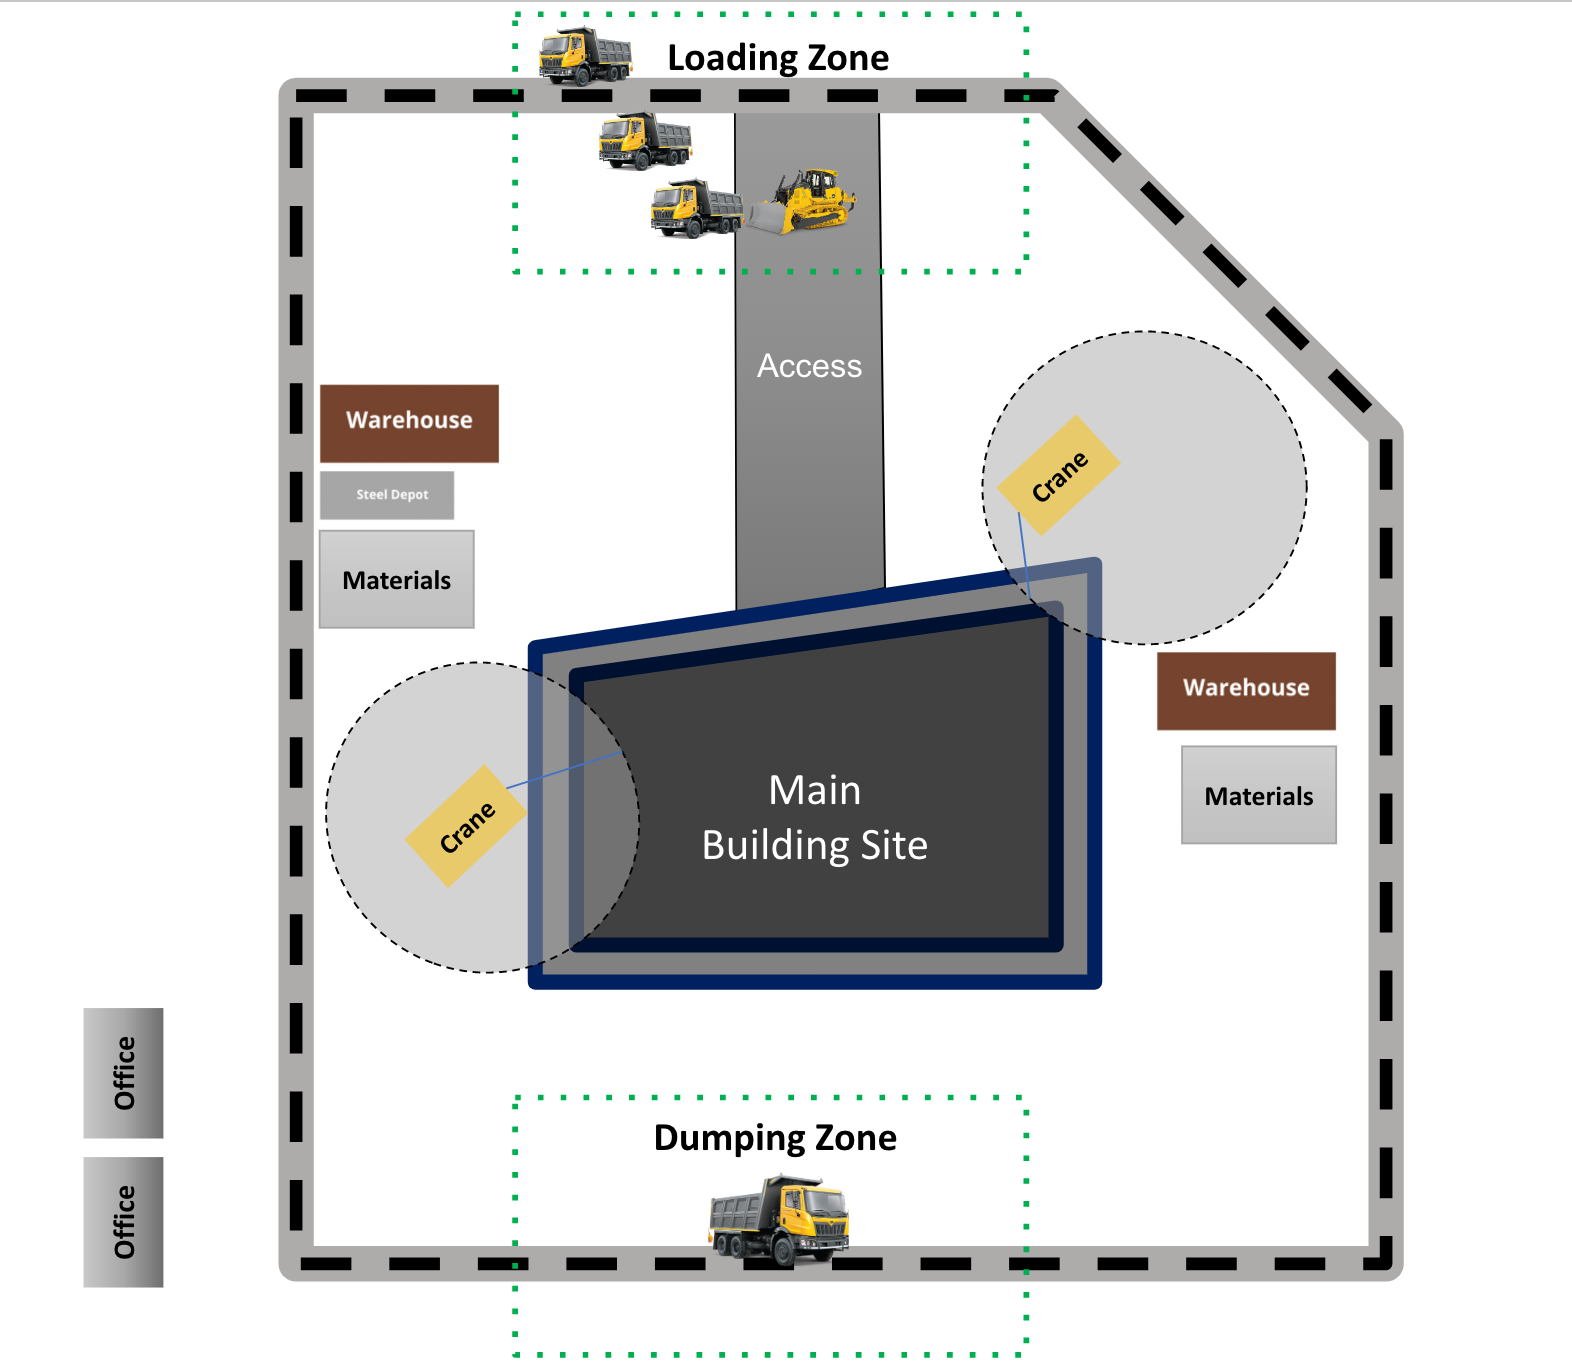 Loading Zone
Access
Warehouse
Steel Depot
Materials
Crane
Warehouse
Materials
Crane
Main
Building Site
Office
Office
Dumping Zone